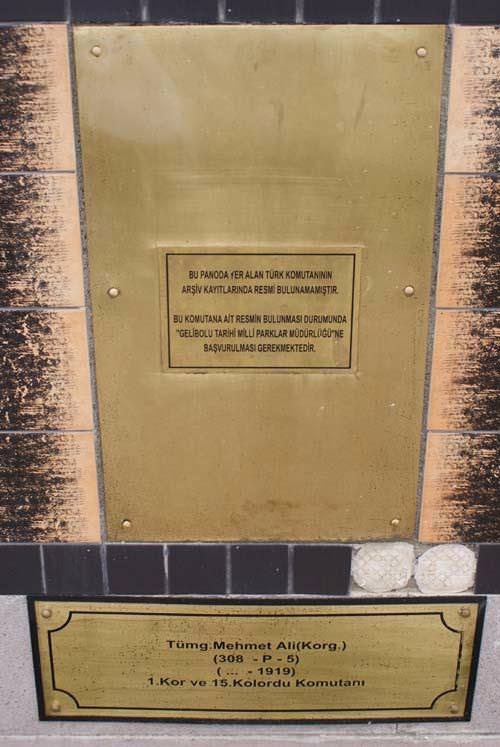 BU PANODA YER ALAN TÜRK KOMUTANININ
ARŞİV KAYITLARINDA RESMİ BULUNAMAMIŞTIR.
BU KOMUTANA AİT RESMİN BULUNMASI DURUMUNDA
"GELİBOLU TARİHİ MİLLİ PARKLAR MÜDÜRLÜĞÜ"NE
BAŞVURULMASI GEREKMEKTEDİR.
Tümg.Mehmet Ali(Korg.)
(308 - P - 5)
( ... - 1919)
1.Kor ve 15.Kolordu Komutanı